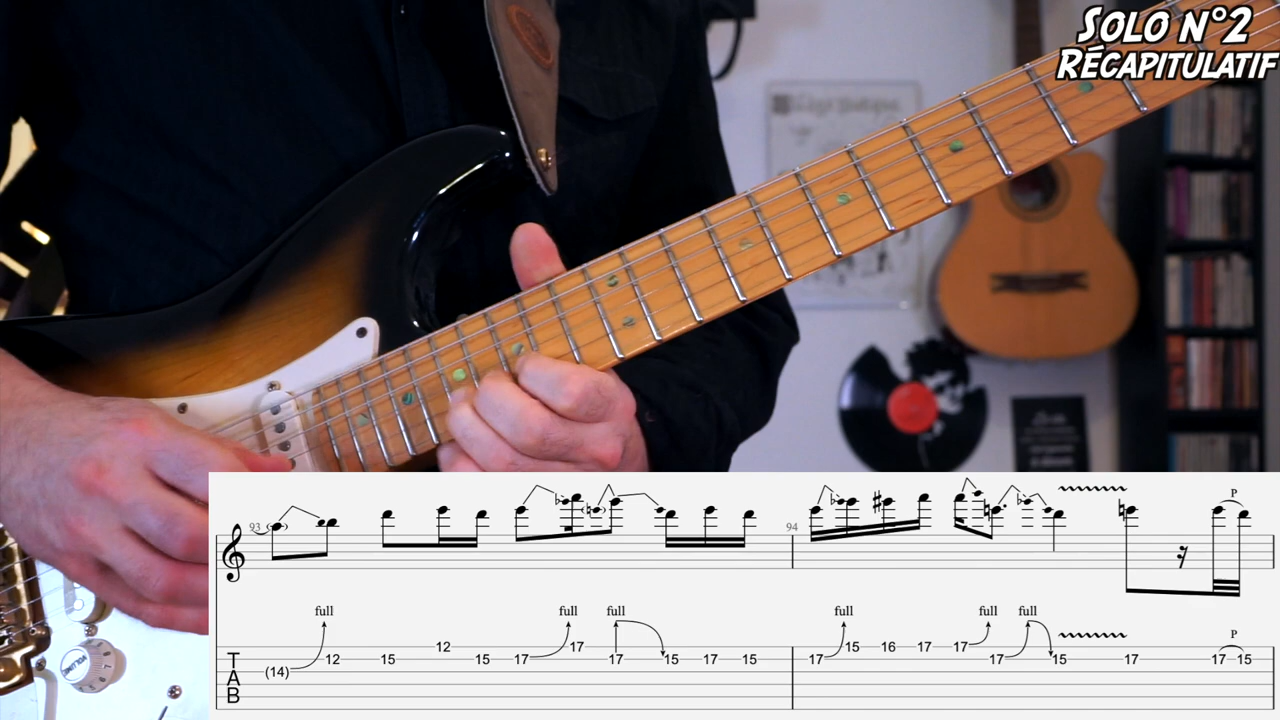 SOLO N°2
RÉCAPITULATIF
93
94
P
full full full full full full
P
12 17 15 16 17 17
T A B
(14) 12 15 15 17 17 15 17 15 17 17 15 17 17 15
VOLUME